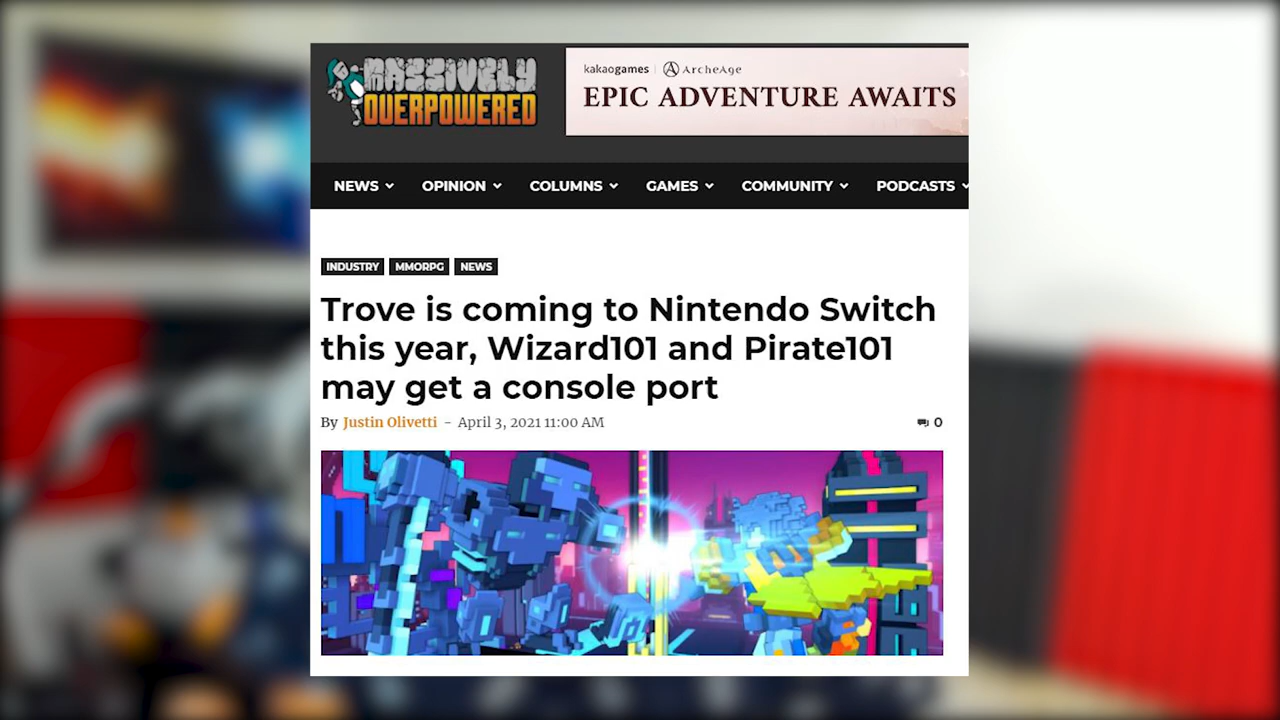 MASSIVELY
OVERPOWERED
kakaogames | ArcheAge
EPIC ADVENTURE AWAITS
NEWS OPINION COLUMNS GAMES COMMUNITY PODCASTS
INDUSTRY MMORPG NEWS
Trove is coming to Nintendo Switch
this year, Wizard101 and Pirate101
may get a console port
By Justin Olivetti - April 3, 2021 11:00 AM 0